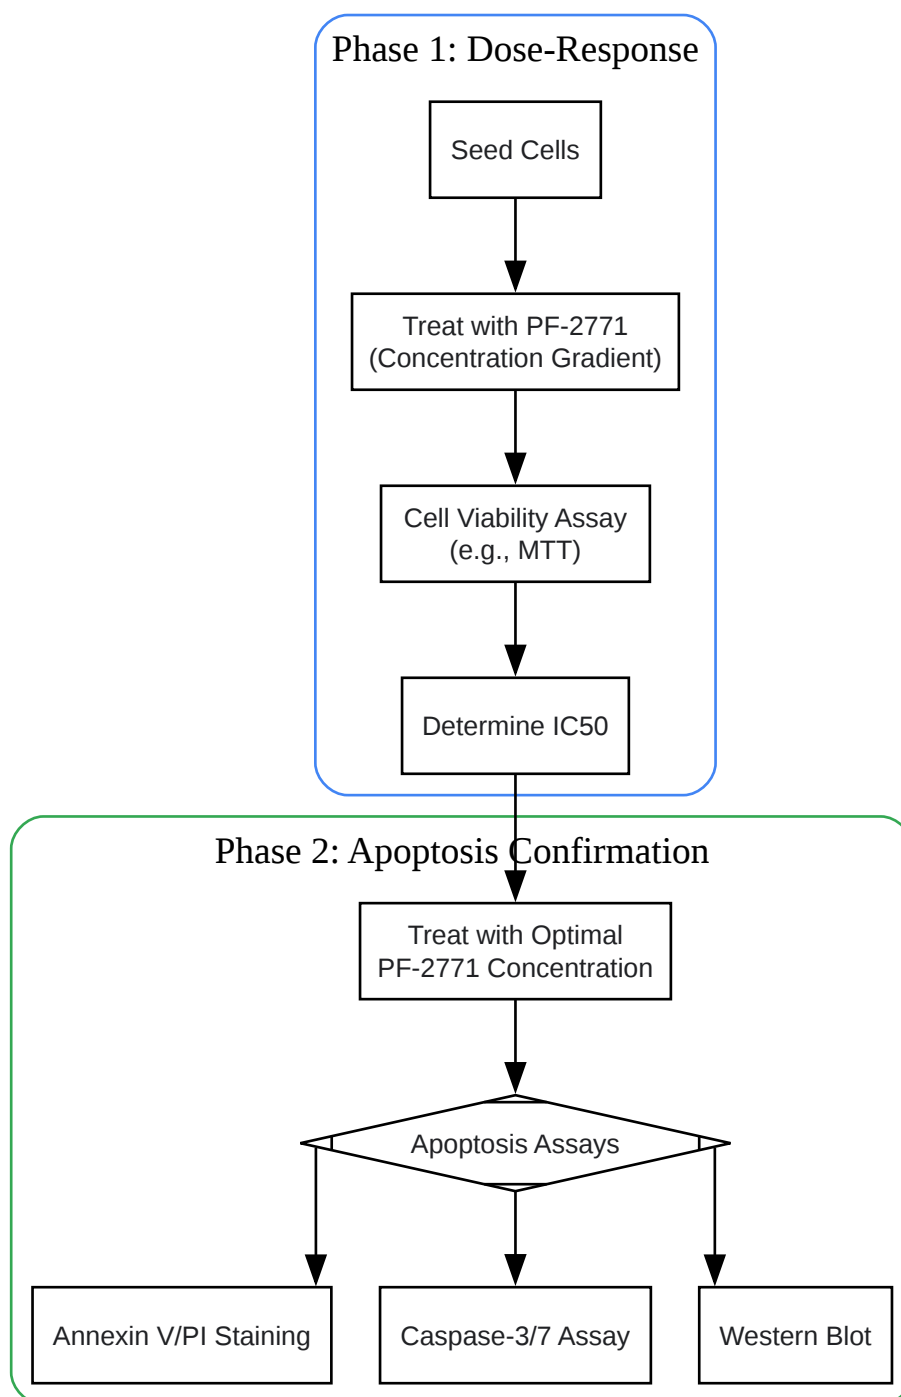 Phase 1: Dose-Response
Seed Cells
Treat with PF-2771
(Concentration Gradient)
Cell Viability Assay
(e.g., MTT)
Determine IC50
Phase 2: Apoptosis Confirmation
Treat with Optimal
PF-2771 Concentration
Apoptosis Assays
Annexin V/PI Staining
Caspase-3/7 Assay
Western Blot